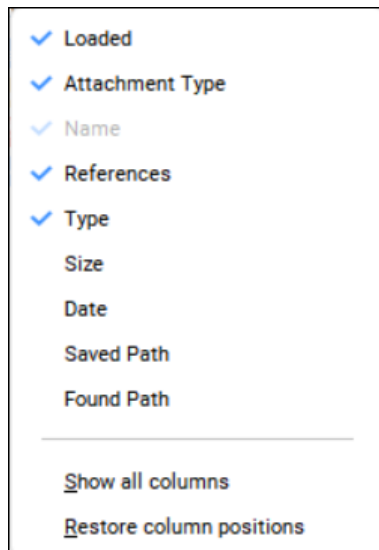 Loaded
Attachment Type
Name
References
Type
Size
Date
Saved Path
Found Path
Show all columns
Restore column positions